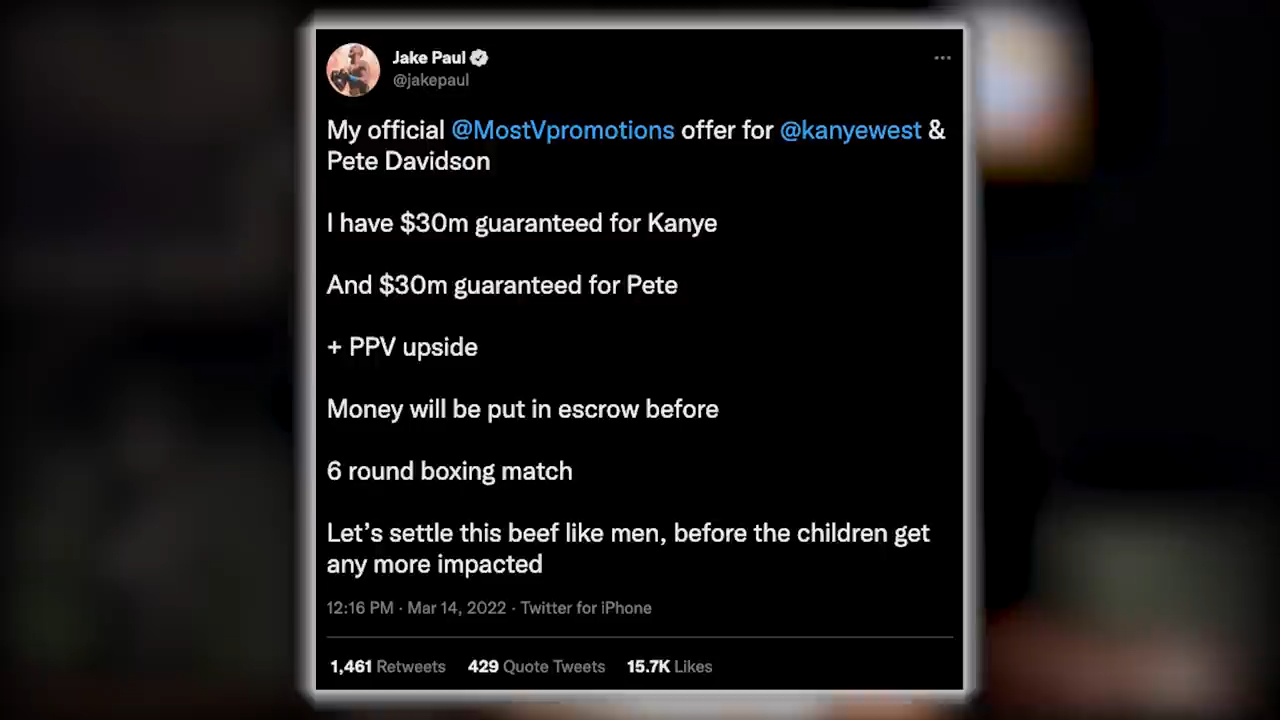 Jake Paul
@jakepaul
My official @MostVpromotions offer for @kanyewest &
Pete Davidson
I have $30m guaranteed for Kanye
And $30m guaranteed for Pete
+ PPV upside
Money will be put in escrow before
6 round boxing match
Let’s settle this beef like men, before the children get
any more impacted
12:16 PM · Mar 14, 2022 · Twitter for iPhone
1,461 Retweets 429 Quote Tweets 15.7K Likes